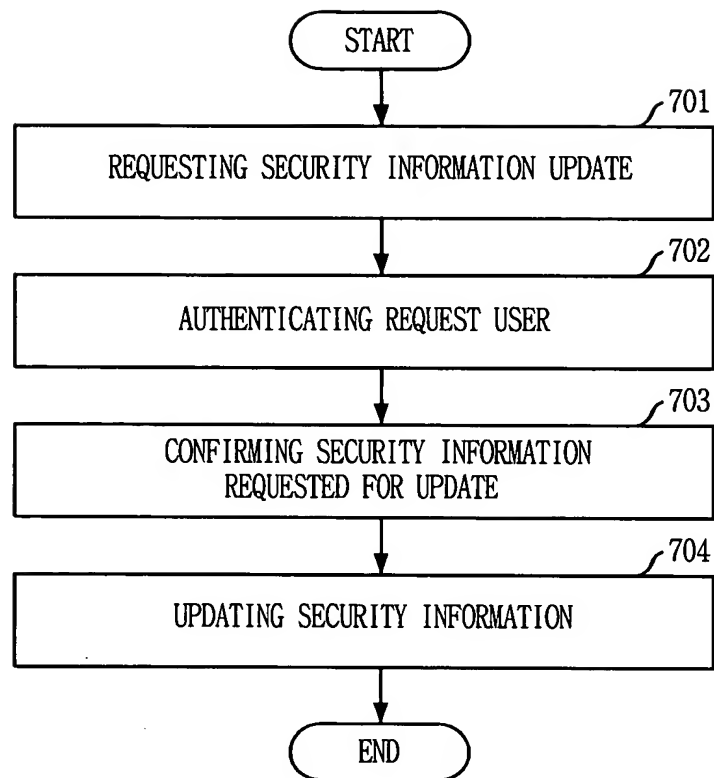 START
701
REQUESTING SECURITY INFORMATION UPDATE
702
AUTHENTICATING REQUEST USER
703
CONFIRMING SECURITY INFORMATION
REQUESTED FOR UPDATE
704
UPDATING SECURITY INFORMATION
END